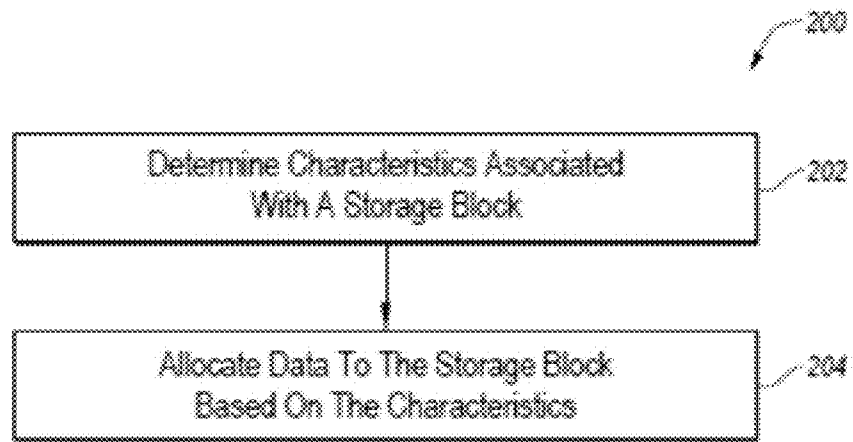 200
Determine Characteristics Associated
With A Storage Block
202
Allocate Data To The Storage Block
Based On The Characteristics
204